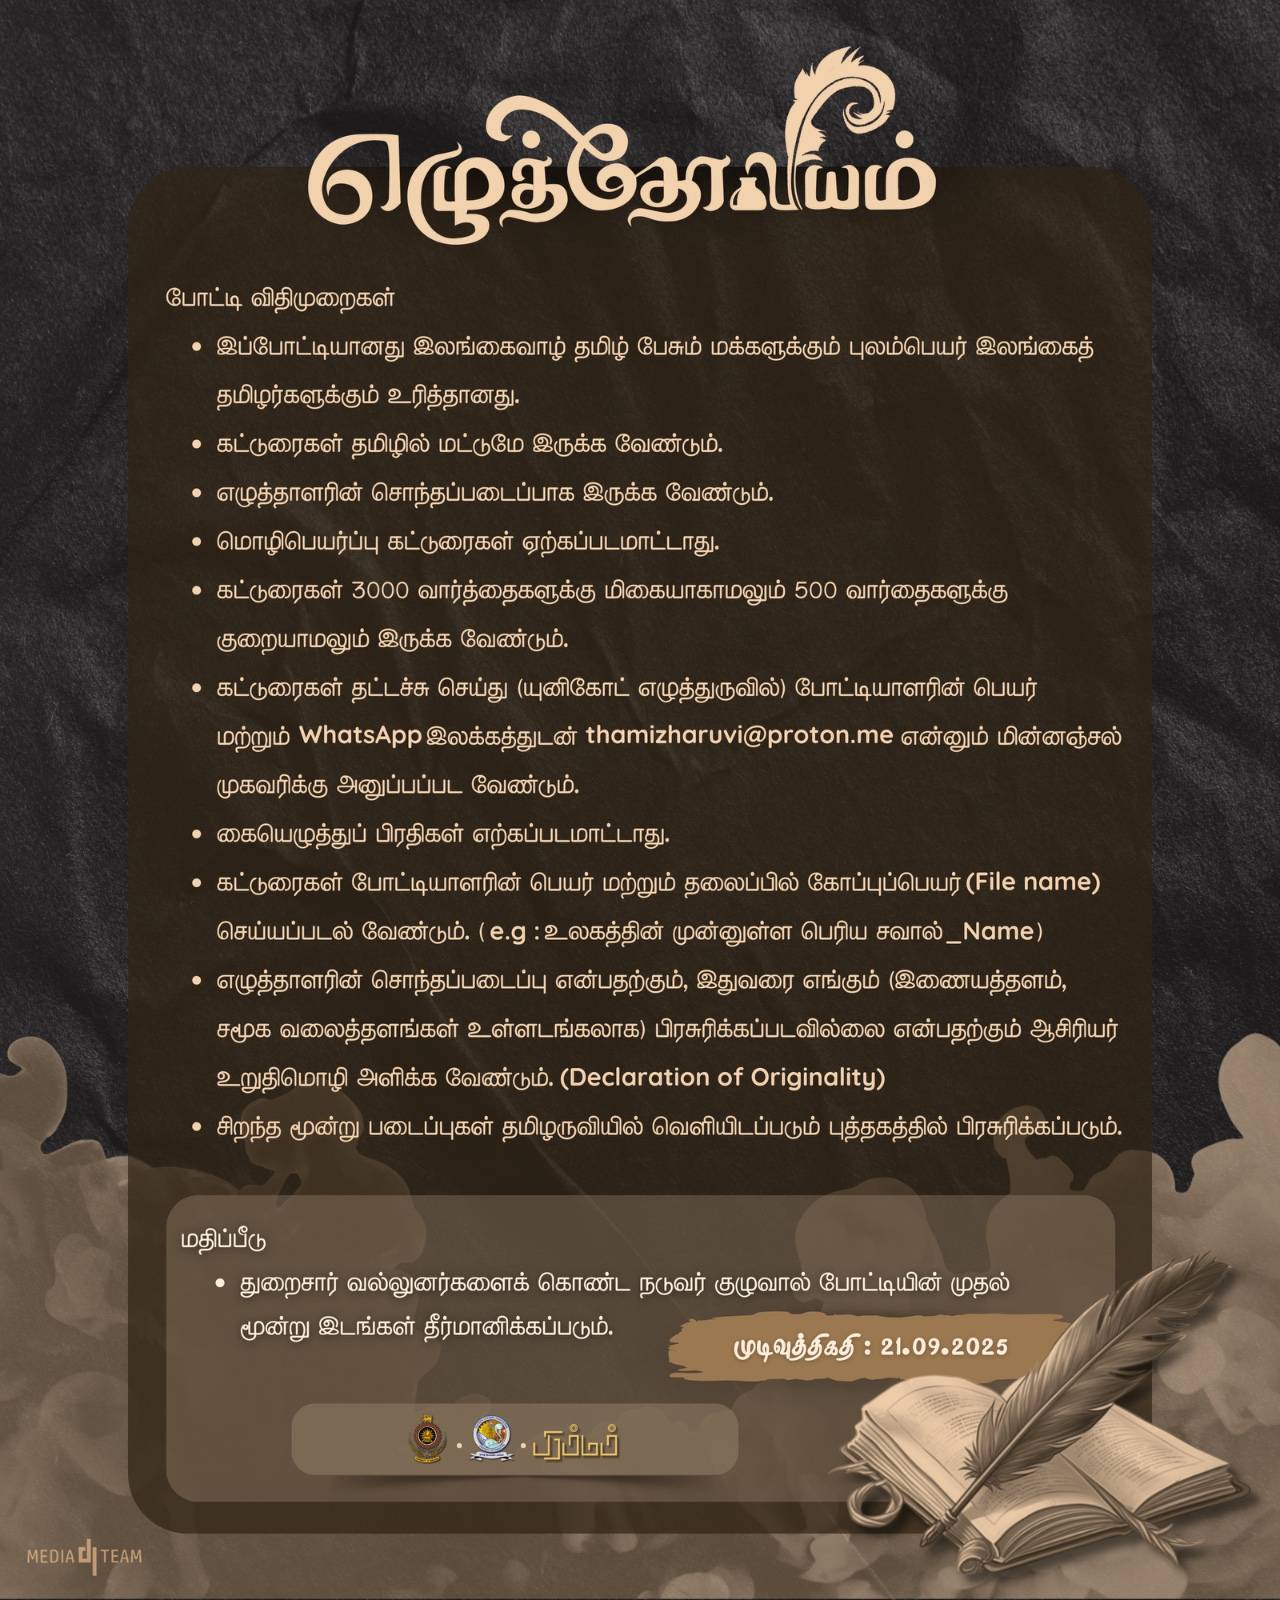 எழுத்தோவியம்
போட்டி விதிமுறைகள்
• இப்போட்டியானது இலங்கைவாழ் தமிழ் பேசும் மக்களுக்கும் புலம்பெயர் இலங்கைத்
தமிழர்களுக்கும் உரித்தானது.
• கட்டுரைகள் தமிழில் மட்டுமே இருக்க வேண்டும்.
• எழுத்தாளரின் சொந்தப்படைப்பாக இருக்க வேண்டும்.
• மொழிபெயர்ப்பு கட்டுரைகள் ஏற்கப்படமாட்டாது.
• கட்டுரைகள் 3000 வார்த்தைகளுக்கு மிகையாகாமலும் 500 வார்தைகளுக்கு
குறையாமலும் இருக்க வேண்டும்.
• கட்டுரைகள் தட்டச்சு செய்து (யுனிகோட் எழுத்துருவில்) போட்டியாளரின் பெயர்
மற்றும் WhatsApp இலக்கத்துடன் thamizharuvi@proton.me என்னும் மின்னஞ்சல்
முகவரிக்கு அனுப்பப்பட வேண்டும்.
• கையெழுத்துப் பிரதிகள் எற்கப்படமாட்டாது.
• கட்டுரைகள் போட்டியாளரின் பெயர் மற்றும் தலைப்பில் கோப்புப்பெயர் (File name)
செய்யப்படல் வேண்டும். ( e.g : உலகத்தின் முன்னுள்ள பெரிய சவால்_Name)
• எழுத்தாளரின் சொந்தப்படைப்பு என்பதற்கும், இதுவரை எங்கும் (இணையத்தளம்,
சமூக வலைத்தளங்கள் உள்ளடங்கலாக) பிரசுரிக்கப்படவில்லை என்பதற்கும் ஆசிரியர்
உறுதிமொழி அளிக்க வேண்டும். (Declaration of Originality)
• சிறந்த மூன்று படைப்புகள் தமிழருவியில் வெளியிடப்படும் புத்தகத்தில் பிரசுரிக்கப்படும்.
மதிப்பீடு
• துறைசார் வல்லுனர்களைக் கொண்ட நடுவர் குழுவால் போட்டியின் முதல்
மூன்று இடங்கள் தீர்மானிக்கப்படும்.
முடிவுத்திகதி : 21.09.2025
MEDIA TEAM